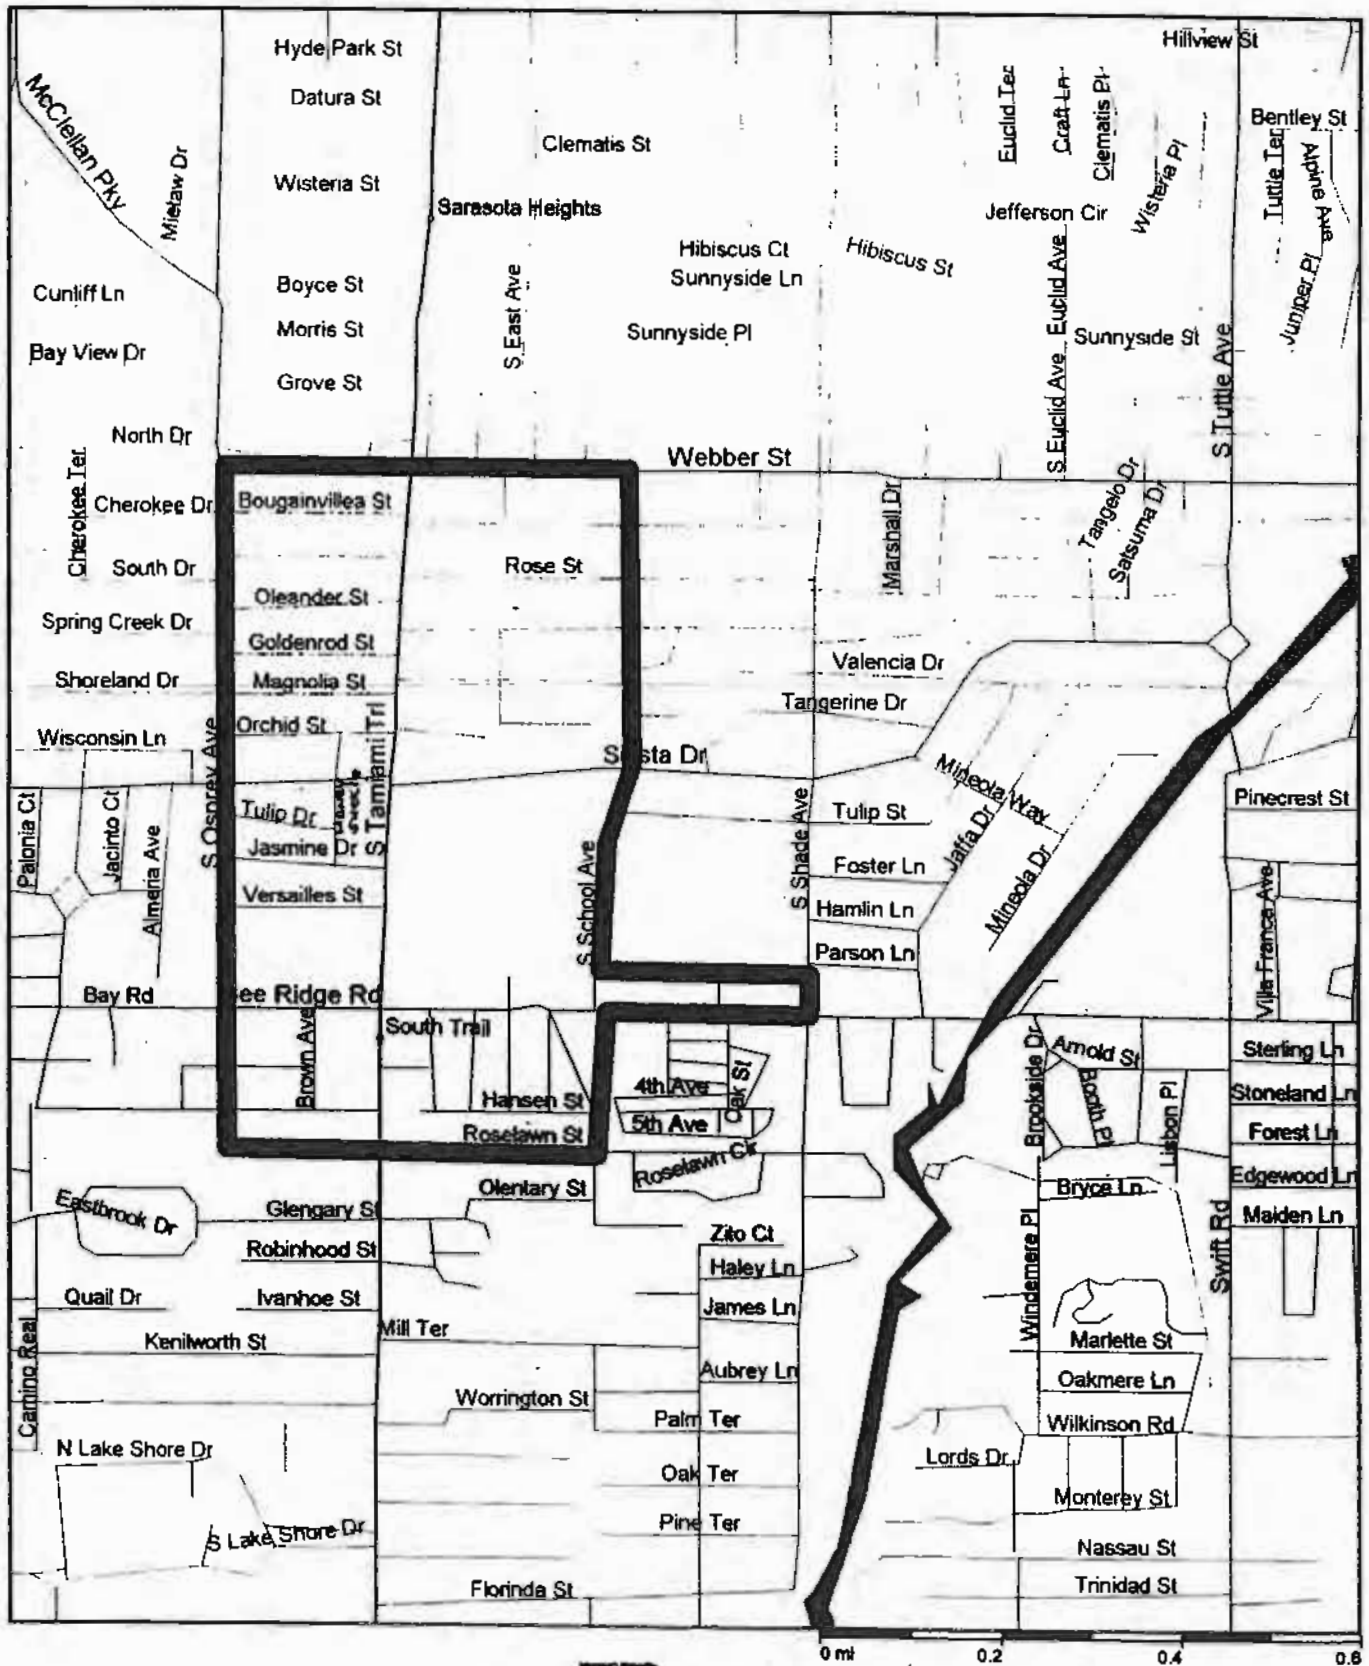 Hyde Park St
Hillview St
Datura St
McClellan Pky
Euclid Ter
Craft Ln
Clematis Pl
Bentley St
Clematis St
Mietaw Dr
Wisteria St
Wisteria Pl
Tuttle Ter
Alpine Ave
Sarasota Heights
Jefferson Cir
Hibiscus Ct
Hibiscus St
Sunnyside Ln
Cunliff Ln
Boyce St
S East Ave
Euclid Ave
Juniper Pl
Morris St
Sunnyside Pl
Sunnyside St
Bay View Dr
Grove St
S Euclid Ave
S Tuttle Ave
North Dr
Webber St
Cherokee Ter
Cherokee Dr
Bougainvillea St
Marshall Dr
Tangelo Dr
Satsuma Dr
South Dr
Rose St
Oleander St
Spring Creek Dr
Goldenrod St
Valencia Dr
Shoreland Dr
Magnolia St
Tangerine Dr
Orchid St
S Tamiami Trl
S Osprey Ave
Wisconsin Ln
Siesta Dr
Mineola Way
Palonia Ct
Jacinto Ct
Almeria Ave
Tulip Dr
S Shade Ave
Tulip St
Pinecrest St
Jasmine Dr
S School Ave
Foster Ln
Jaffa Dr
Mineola Dr
Versailles St
Hamlin Ln
Villa Franca Ave
Parson Ln
Bay Rd
Bee Ridge Rd
South Trail
Brown Ave
Brookside Dr
Arnold St
Sterling Ln
4th Ave
Oak St
Booth Pl
Lisbon Pl
Stoneland Ln
Hansen St
5th Ave
Forest Ln
Roselawn St
Roselawn Cir
Edgewood Ln
Olentary St
Bryce Ln
Eastbrook Dr
Glengary St
Windemere Pl
Swift Rd
Maiden Ln
Robinhood St
Zito Ct
Haley Ln
Quail Dr
Ivanhoe St
James Ln
Camino Real
Kenilworth St
Mill Ter
Marlette St
Aubrey Ln
Oakmere Ln
Worrington St
Palm Ter
Wilkinson Rd
N Lake Shore Dr
Lords Dr
Oak Ter
Monterey St
S Lake Shore Dr
Pine Ter
Nassau St
Florinda St
Trinidad St
0 mi 0.2 0.4 0.6